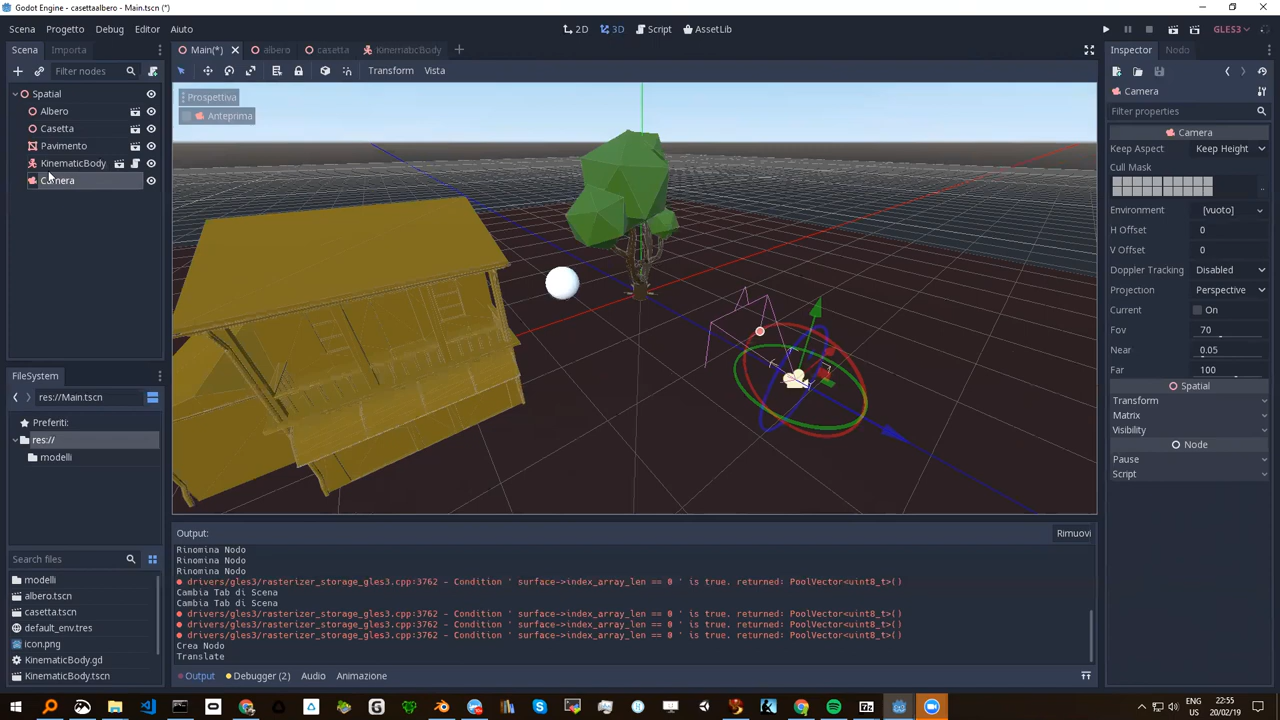 Godot Engine - casettaalbero - Main.tscn (*)
Scena Progetto Debug Editor Aiuto
2D 3D Script AssetLib
GLES3
Scena Importa
Main(*) albero casetta KinematicBody
Inspector Nodo
Filter nodes
Transform Vista
Camera
Filter properties
Spatial
Albero
Casetta
Pavimento
KinematicBody
Camera
Prospettiva
Anteprima
Camera
Keep Aspect Keep Height
Cull Mask
Environment [vuoto]
H Offset 0
V Offset 0
Doppler Tracking Disabled
Projection Perspective
Current On
Fov 70
Near 0.05
Far 100
Spatial
Transform
Matrix
Visibility
Node
Pause
Script
FileSystem
res://Main.tscn
Preferiti:
res://
modelli
Search files
modelli
albero.tscn
casetta.tscn
default_env.tres
icon.png
KinematicBody.gd
KinematicBody.tscn
Output:
Rimuovi
Rinomina Nodo
Rinomina Nodo
Rinomina Nodo
drivers/gles3/rasterizer_storage_gles3.cpp:3762 - Condition ' surface->index_array_len == 0 ' is true. returned: PoolVector<uint8_t>()
Cambia Tab di Scena
Cambia Tab di Scena
drivers/gles3/rasterizer_storage_gles3.cpp:3762 - Condition ' surface->index_array_len == 0 ' is true. returned: PoolVector<uint8_t>()
drivers/gles3/rasterizer_storage_gles3.cpp:3762 - Condition ' surface->index_array_len == 0 ' is true. returned: PoolVector<uint8_t>()
drivers/gles3/rasterizer_storage_gles3.cpp:3762 - Condition ' surface->index_array_len == 0 ' is true. returned: PoolVector<uint8_t>()
Crea Nodo
Translate
Output Debugger (2) Audio Animazione
ENG
US
22:55
20/02/19